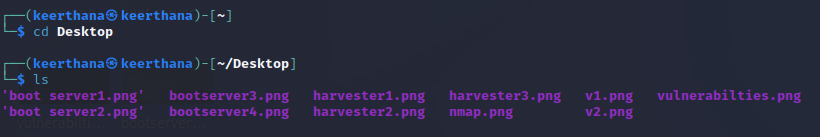 ┌──(keerthana㉿keerthana)-[~]
└─$ cd Desktop
┌──(keerthana㉿keerthana)-[~/Desktop]
└─$ ls
'boot server1.png' bootserver3.png harvester1.png harvester3.png v1.png vulnerabilties.png
'boot server2.png' bootserver4.png harvester2.png nmap.png v2.png